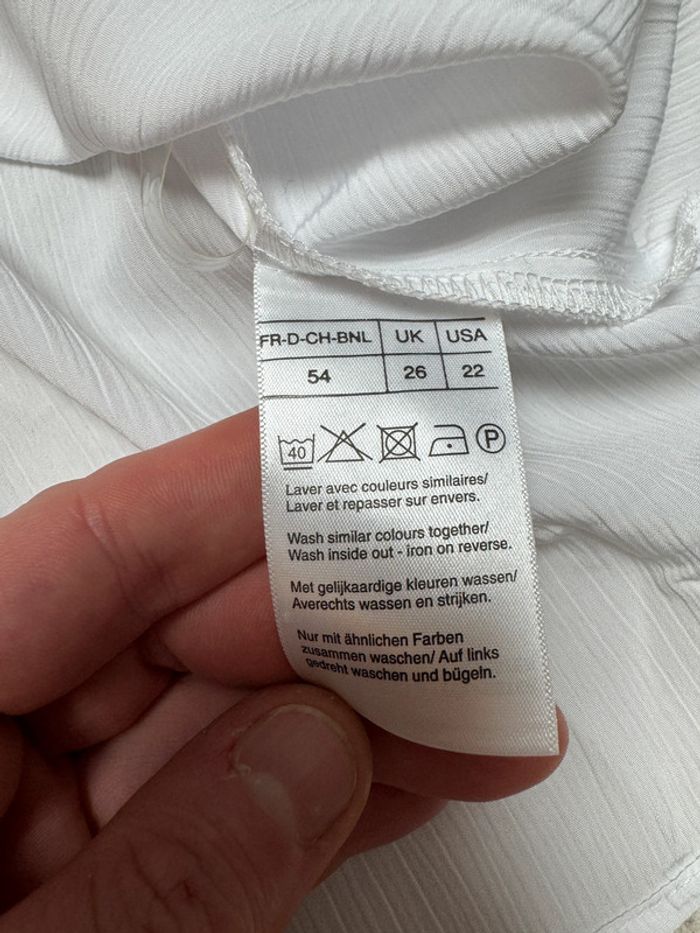 FR-D-CH-BNL UK USA
54 26 22
40 P
Laver avec couleurs similaires/
Laver et repasser sur envers.
Wash similar colours together/
Wash inside out - iron on reverse.
Met gelijkaardige kleuren wassen/
Averechts wassen en strijken.
Nur mit ähnlichen Farben
zusammen waschen/ Auf links
gedreht waschen und bügeln.